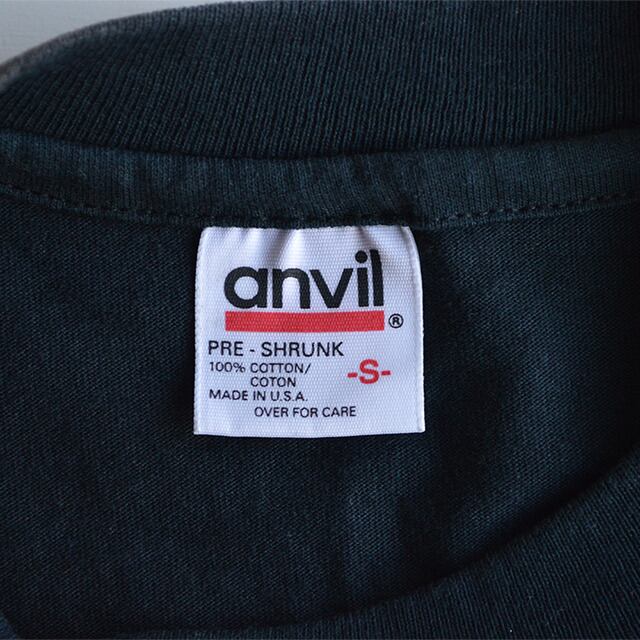 anvil
®
PRE - SHRUNK
100% COTTON/
COTON
-S-
MADE IN U.S.A.
OVER FOR CARE